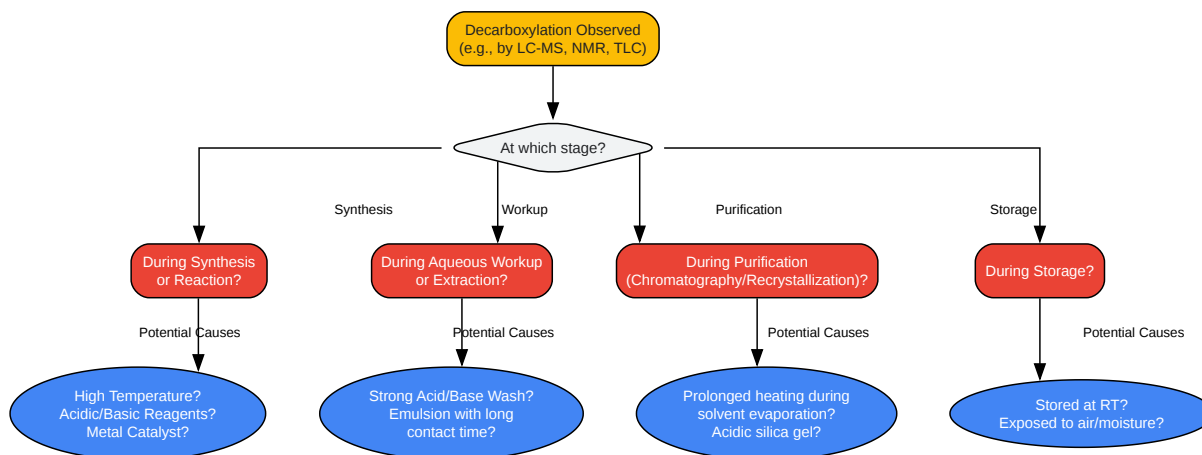 Decarboxylation Observed
(e.g., by LC-MS, NMR, TLC)
At which stage?
Synthesis
Workup
Purification
Storage
During Synthesis
or Reaction?
During Aqueous Workup
or Extraction?
During Purification
(Chromatography/Recrystallization)?
During Storage?
Potential Causes
Potential Causes
Potential Causes
Potential Causes
High Temperature?
Acidic/Basic Reagents?
Metal Catalyst?
Strong Acid/Base Wash?
Emulsion with long
contact time?
Prolonged heating during
solvent evaporation?
Acidic silica gel?
Stored at RT?
Exposed to air/moisture?